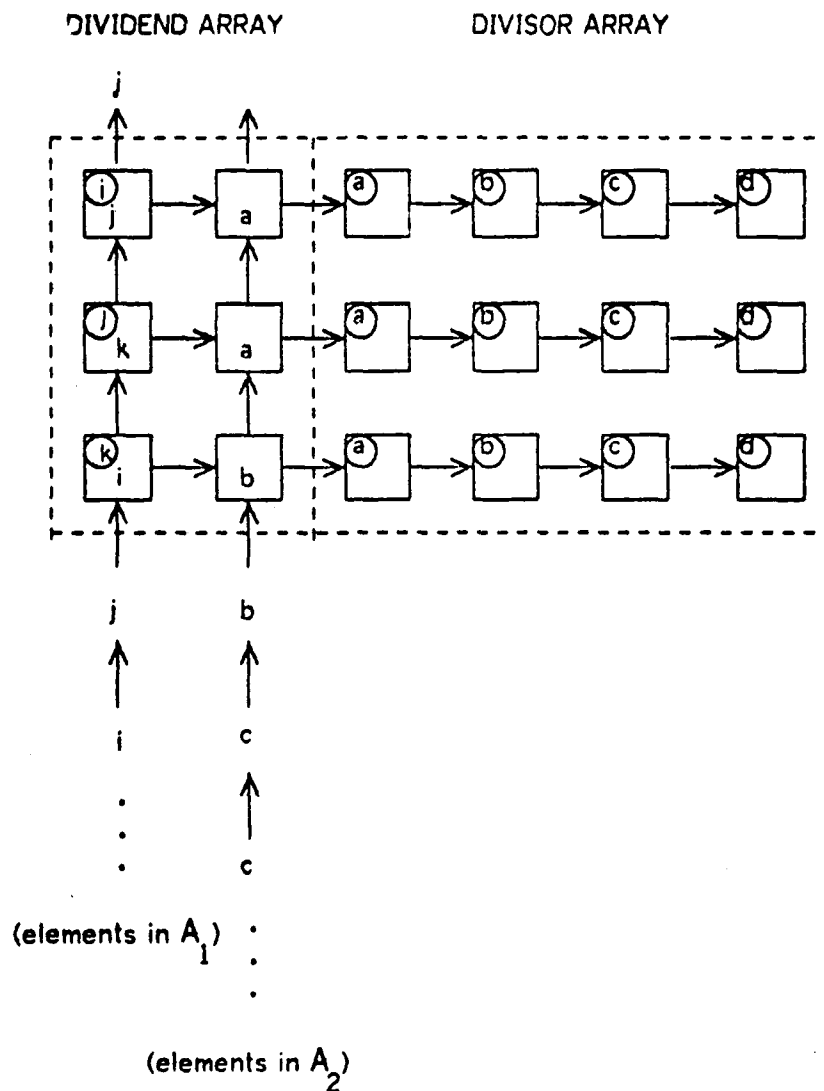 DIVIDEND ARRAY DIVISOR ARRAY
j
i a b c d
j a
j a b c d
k a
k a b c d
i b
j b
i c
c
(elements in A1)
(elements in A2)